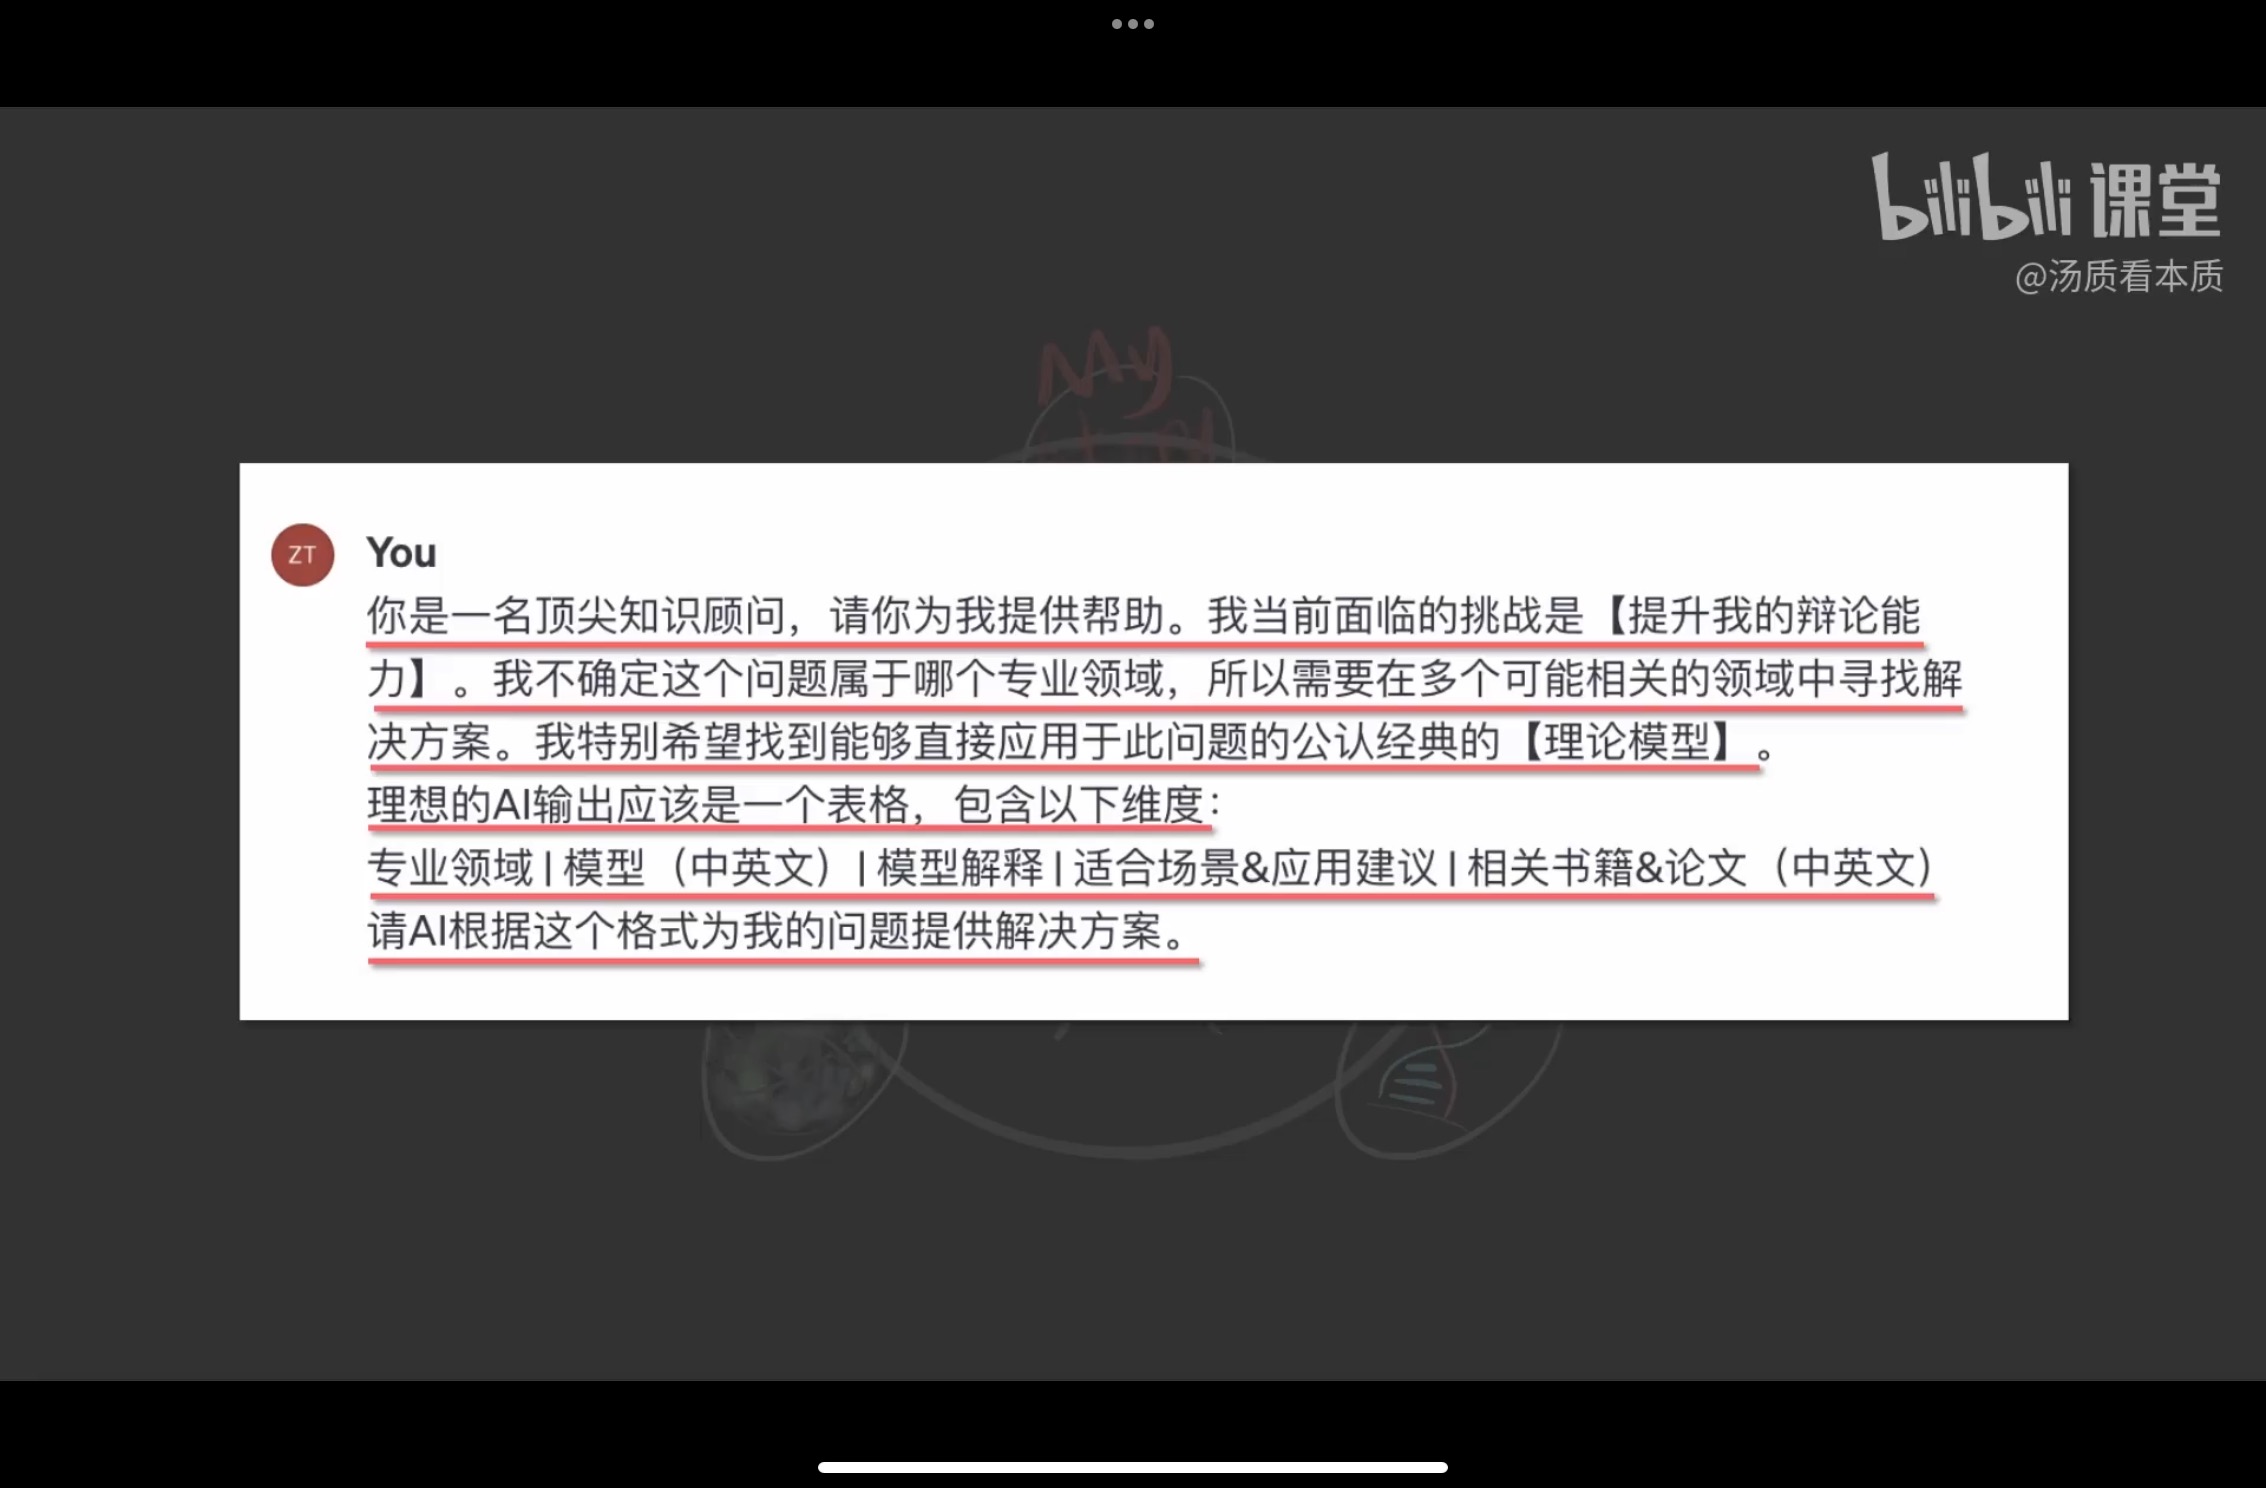 bilibili 课堂
@汤质看本质
My
ZT
You
你是一名顶尖知识顾问，请你为我提供帮助。我当前面临的挑战是【提升我的辩论能
力】。我不确定这个问题属于哪个专业领域，所以需要在多个可能相关的领域中寻找解
决方案。我特别希望找到能够直接应用于此问题的公认经典的【理论模型】。
理想的AI输出应该是一个表格，包含以下维度：
专业领域 | 模型（中英文）| 模型解释 | 适合场景&应用建议 | 相关书籍&论文（中英文）
请AI根据这个格式为我的问题提供解决方案。